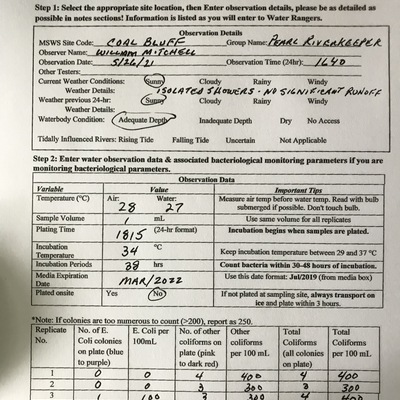 Step 1: Select the appropriate site location, then Enter observation details, please be as detailed as
possible in notes sections! Information is listed as you will enter to Water Rangers.
Observation Details
MSWS Site Code: COAL BLUFF Group Name: PEARL RIVERKEEPER
Observer Name: WILLIAM MITCHELL
Observation Date: 5/26/21 Observation Time (24hr): 1640
Other Testers:
Current Weather Conditions: Sunny Cloudy Rainy Windy
Weather Details: ISOLATED SHOWERS - NO SIGNIFICANT RUNOFF
Weather previous 24-hr: Sunny Cloudy Rainy Windy
Weather Details:
Waterbody Condition: Adequate Depth Inadequate Depth Dry No Access
Tidally Influenced Rivers: Rising Tide Falling Tide Uncertain Not Applicable
Step 2: Enter water observation data & associated bacteriological monitoring parameters if you are
monitoring bacteriological parameters.
Observation Data
Variable Value Important Tips
Temperature (°C) Air: 28 Water: 27 Measure air temp before water temp. Read with bulb
submerged if possible. Don't touch bulb.
Sample Volume 1 mL Use same volume for all replicates
Plating Time 1815 (24-hr format) Incubation begins when samples are plated.
Incubation
Temperature 34 °C Keep incubation temperature between 29 and 37 °C
Incubation Periods 38 hrs Count bacteria within 30-48 hours of incubation.
Media Expiration
Date MAR/2022 Use this date format: Jul/2019 (from media box)
Plated onsite Yes No If not plated at sampling site, always transport on
ice and plate within 3 hours.
*Note: If colonies are too numerous to count (>200), report as 250.
Replicate No. of E. E. Coli per No. of other Other Total Total
No. Coli colonies 100mL coliforms on coliforms Coliforms Coliforms
on plate (blue plate (pink per 100 mL (all colonies per 100 mL
to purple) to dark red) on plate)
1 0 0 4 400 4 400
2 0 0 3 300 3 300
3 1 100 3 300 4 400